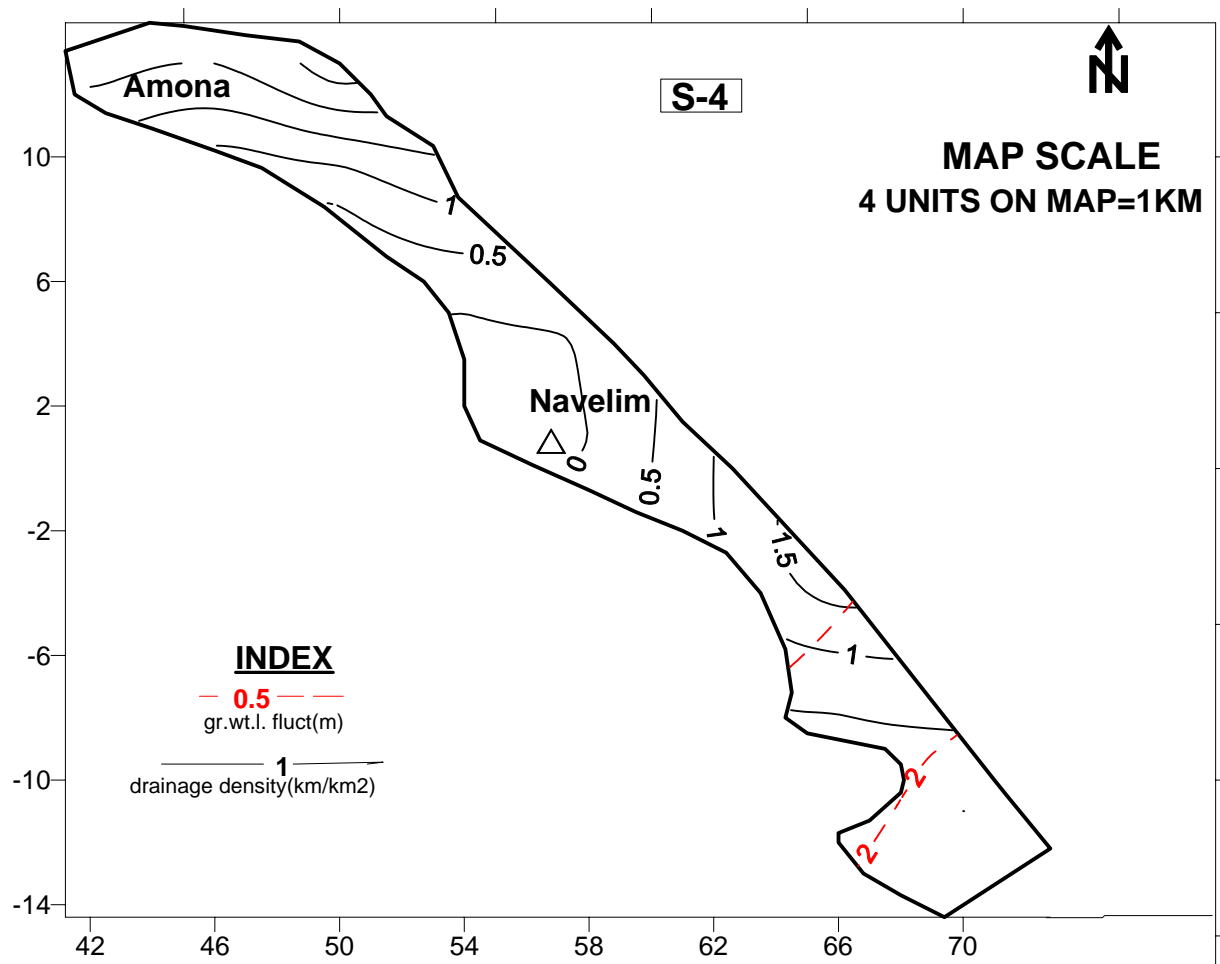 Amona
S-4
N
MAP SCALE
4 UNITS ON MAP=1KM
10
1
0.5
6
2
Navelim
0
0.5
1
1.5
-2
-6
1
INDEX
0.5
gr.wt.l. fluct(m)
1
drainage density(km/km2)
-10
2
2
-14
42 46 50 54 58 62 66 70